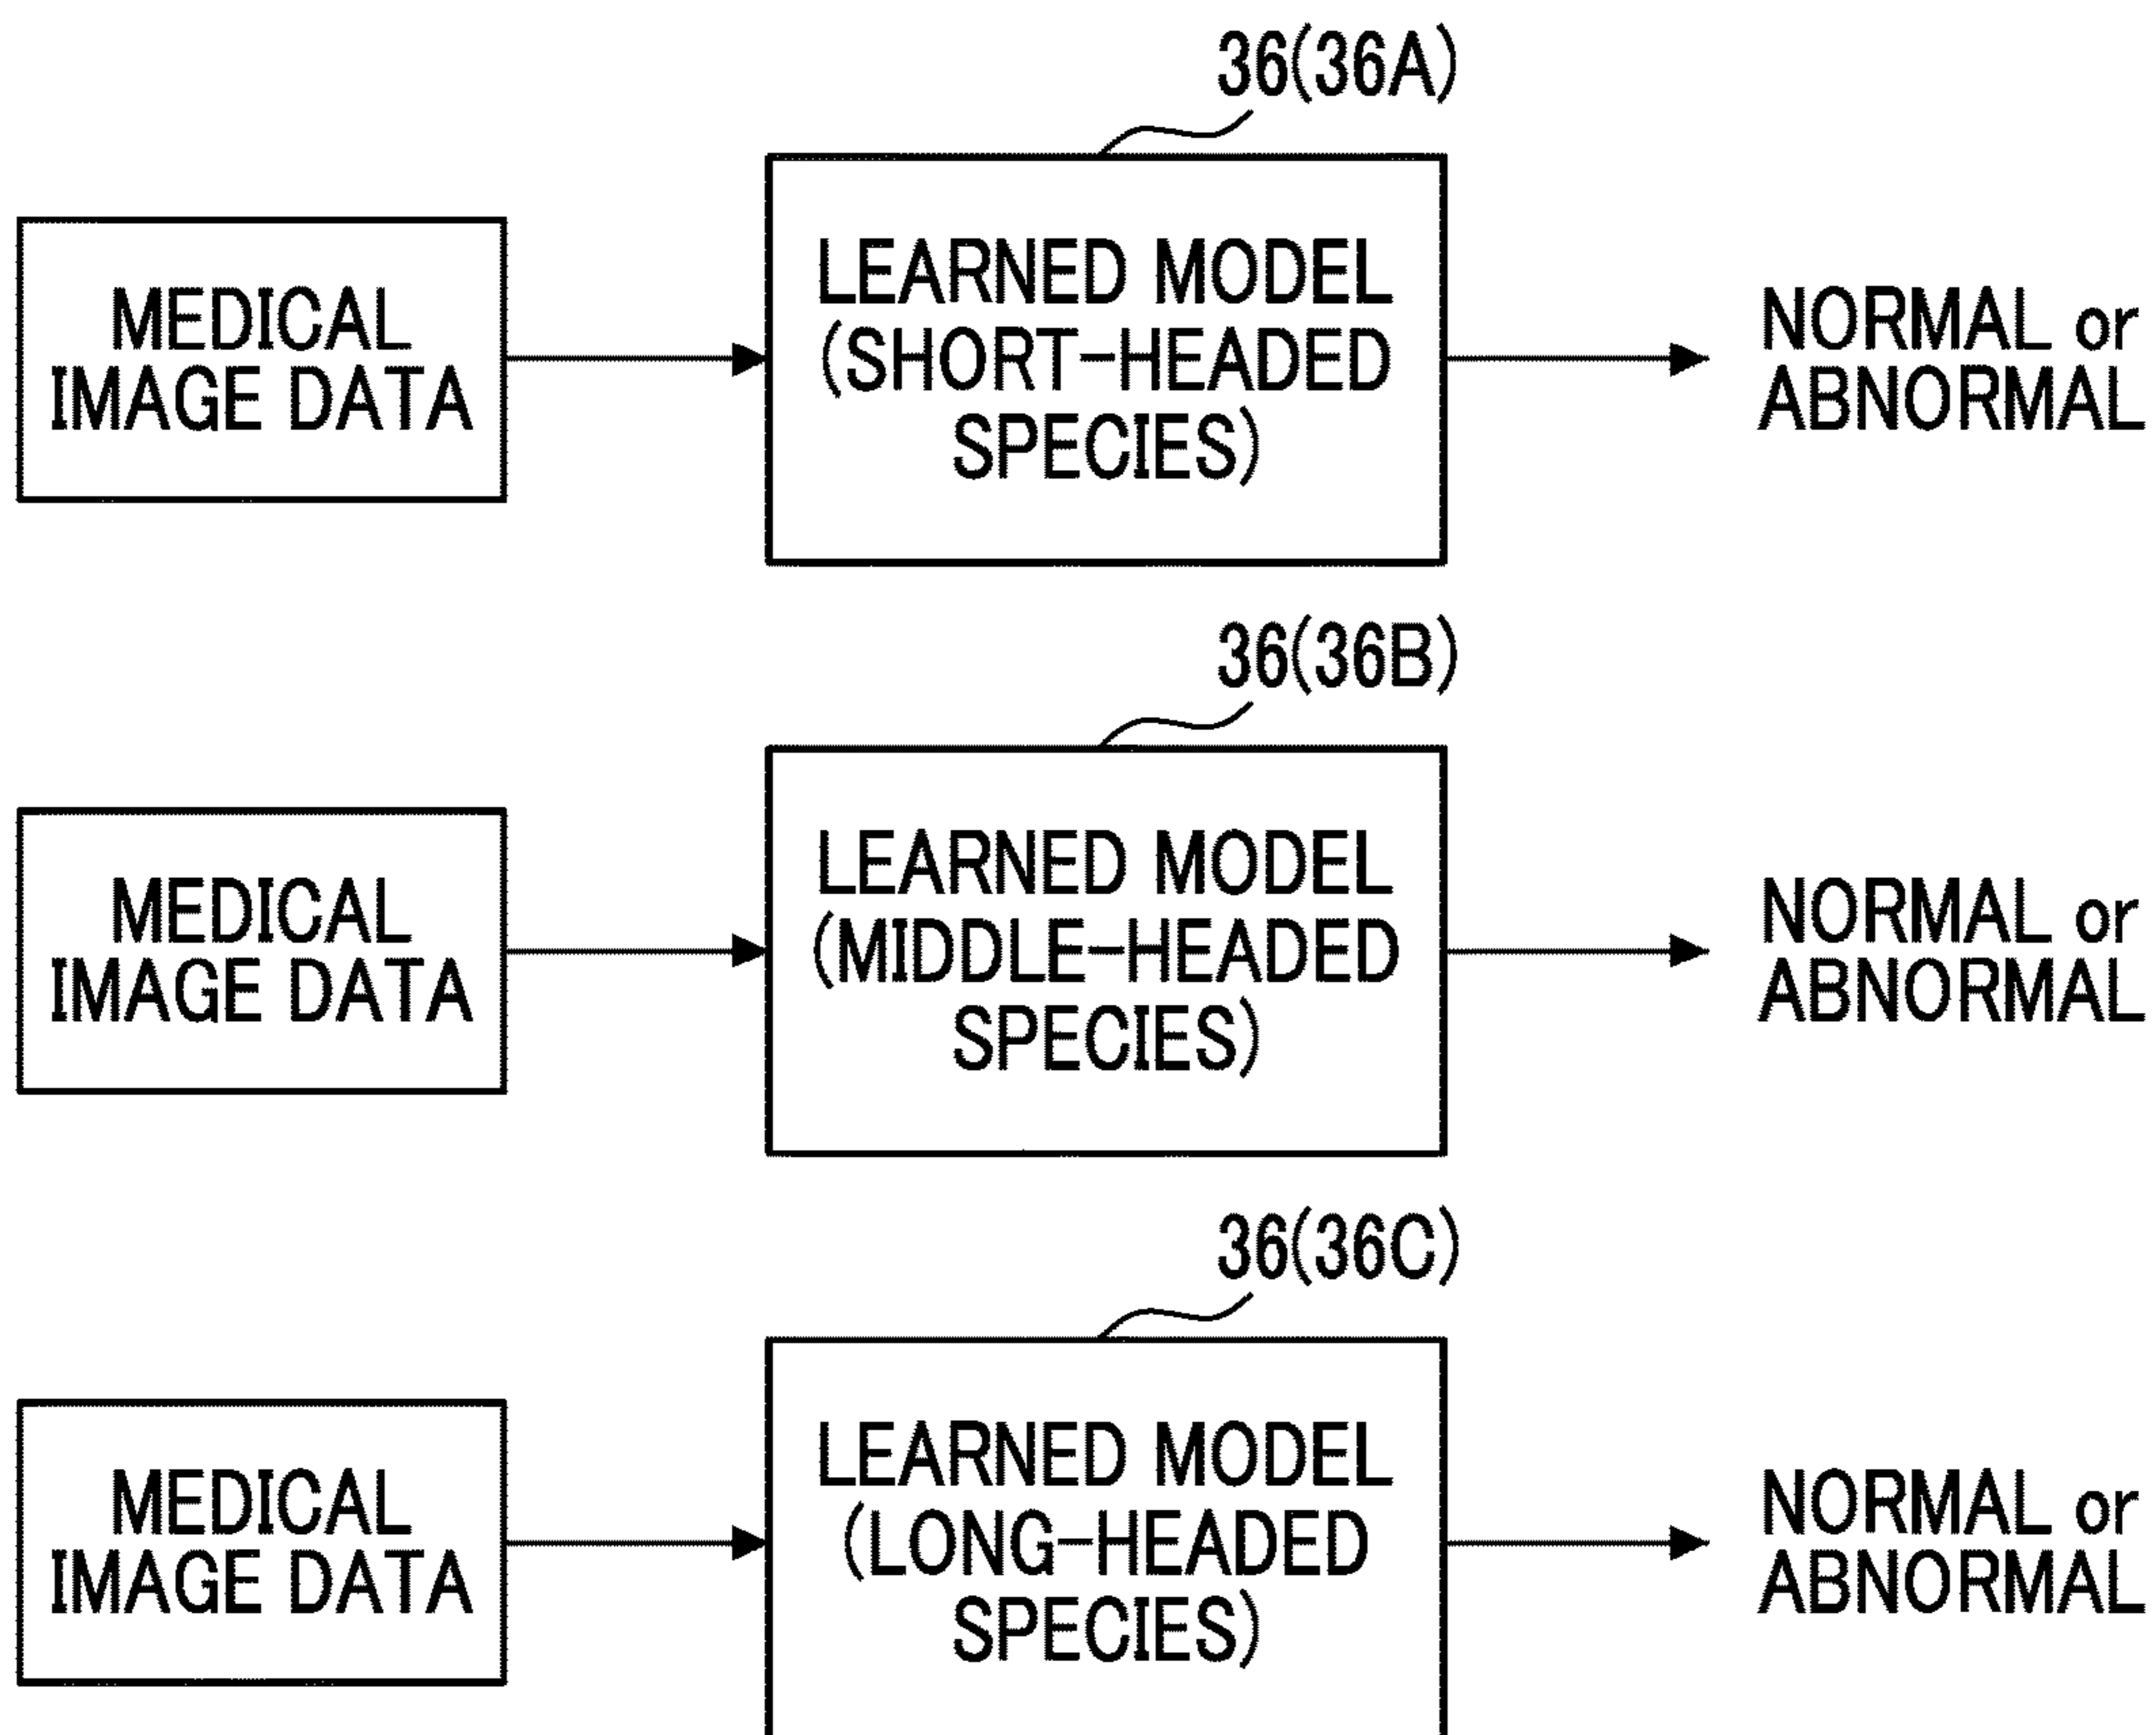 36(36A)
MEDICAL
IMAGE DATA
LEARNED MODEL
(SHORT-HEADED
SPECIES)
NORMAL or
ABNORMAL
36(36B)
MEDICAL
IMAGE DATA
LEARNED MODEL
(MIDDLE-HEADED
SPECIES)
NORMAL or
ABNORMAL
36(36C)
MEDICAL
IMAGE DATA
LEARNED MODEL
(LONG-HEADED
SPECIES)
NORMAL or
ABNORMAL